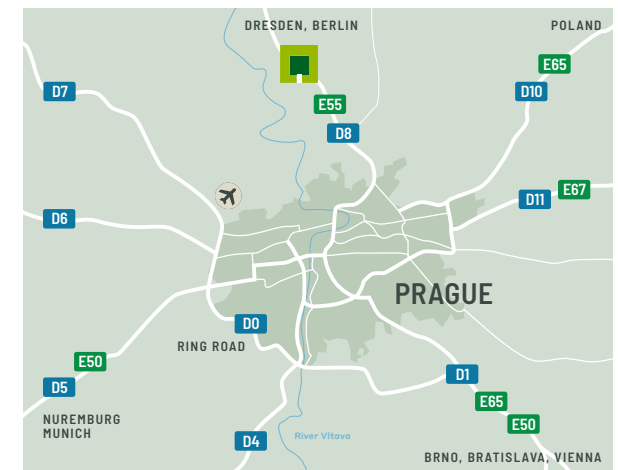 DRESDEN, BERLIN
POLAND
E65
D7
D10
E55
D8
E67
D11
D6
PRAGUE
D0
RING ROAD
E50
D1
D5
E65
NUREMBURG
MUNICH
E50
D4
River Vltava
BRNO, BRATISLAVA, VIENNA